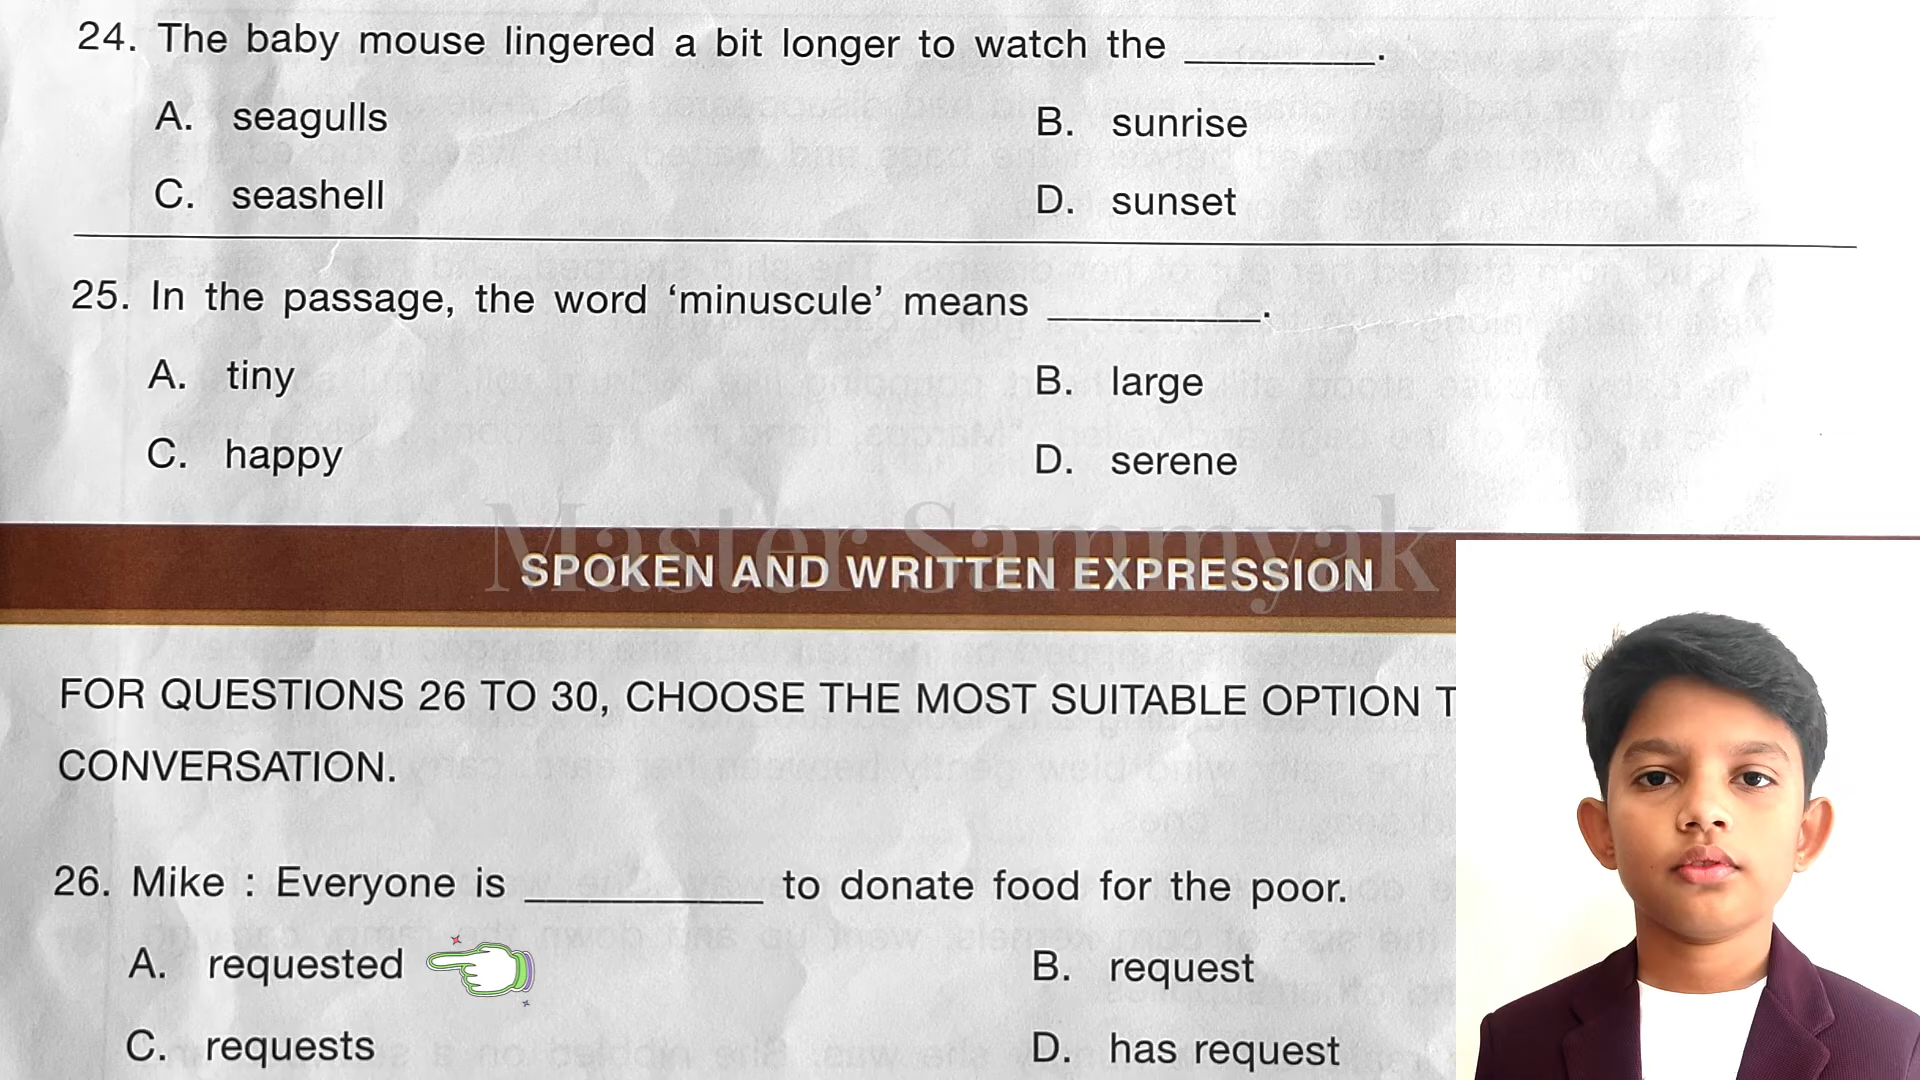 24. The baby mouse lingered a bit longer to watch the __________.
A. seagulls
B. sunrise
C. seashell
D. sunset
25. In the passage, the word ‘minuscule’ means ___________.
A. tiny
B. large
C. happy
D. serene
Master Sammyak
SPOKEN AND WRITTEN EXPRESSION
FOR QUESTIONS 26 TO 30, CHOOSE THE MOST SUITABLE OPTION T
CONVERSATION.
26. Mike : Everyone is ____________ to donate food for the poor.
A. requested
B. request
C. requests
D. has request